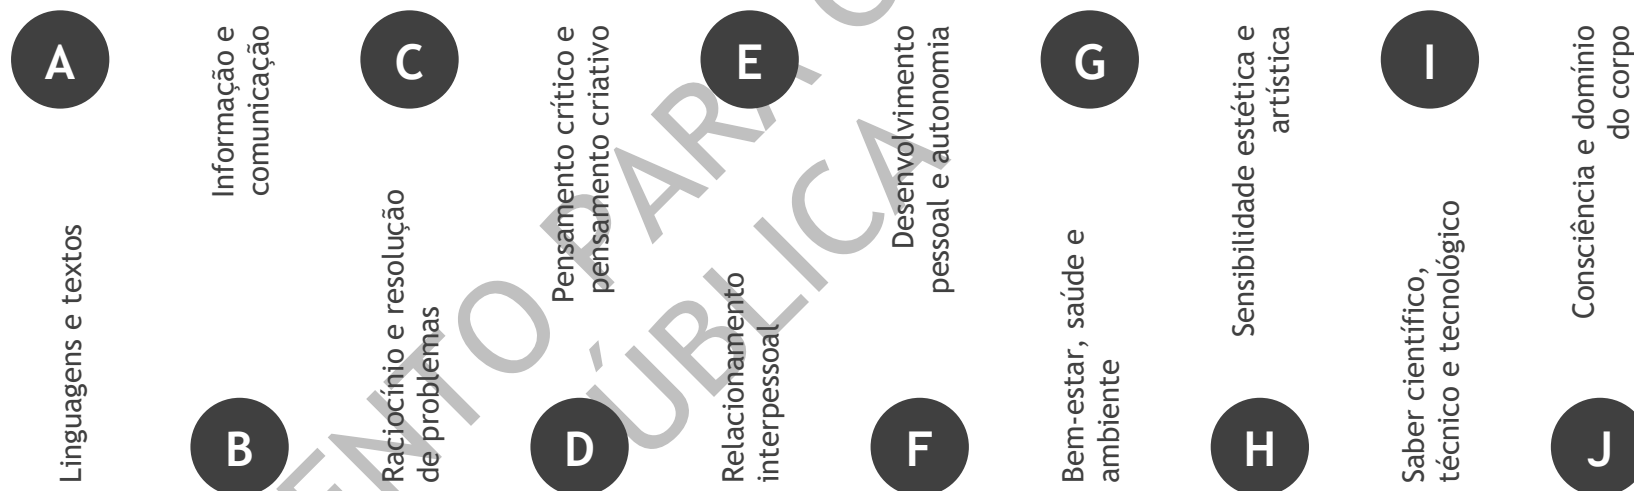 A
Linguagens e textos
Informação e
comunicação
B
C
Raciocínio e resolução
de problemas
Pensamento crítico e
pensamento criativo
D
E
Relacionamento
interpessoal
Desenvolvimento
pessoal e autonomia
F
G
Bem-estar, saúde e
ambiente
Sensibilidade estética e
artística
H
I
Saber científico,
técnico e tecnológico
Consciência e domínio
do corpo
J
PARA